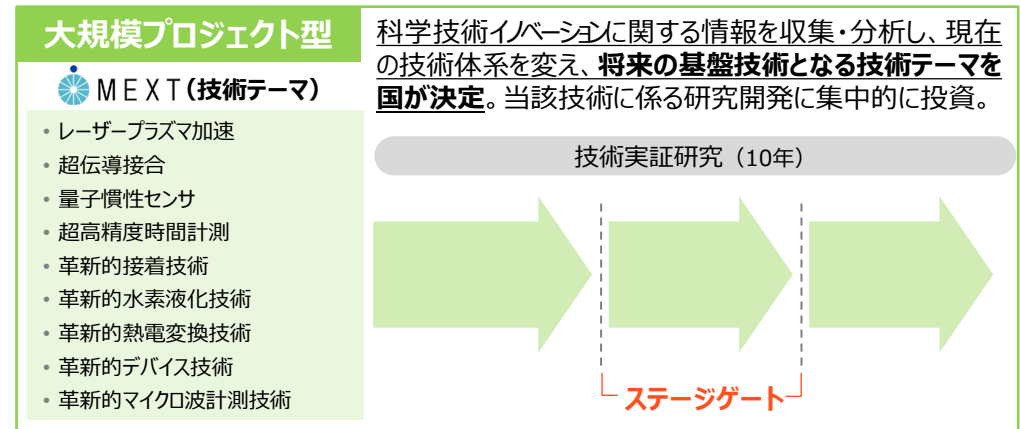 大規模プロジェクト型
MEXT(技術テーマ)
・レーザープラズマ加速
・超伝導接合
・量子慣性センサ
・超高精度時間計測
・革新的接着技術
・革新的水素液化技術
・革新的熱電変換技術
・革新的デバイス技術
・革新的マイクロ波計測技術
科学技術イノベーションに関する情報を収集・分析し、現在
の技術体系を変え、将来の基盤技術となる技術テーマを
国が決定。当該技術に係る研究開発に集中的に投資。
技術実証研究（10年）
ステージゲート